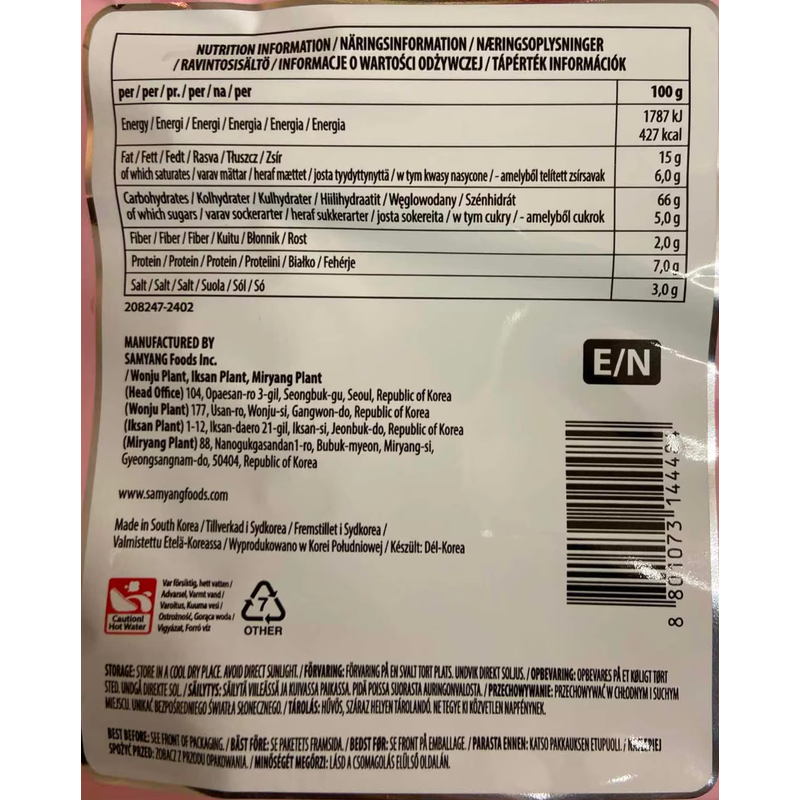 NUTRITION INFORMATION / NÄRINGSINFORMATION / NÆRINGSOPLYSNINGER
/ RAVINTOSISÄLTÖ / INFORMACJE O WARTOŚCI ODŻYWCZEJ / TÁPÉRTÉK INFORMÁCIÓK
per / per / pr. / per / na / per 100 g
Energy / Energi / Energi / Energia / Energia / Energia 1787 kJ
427 kcal
Fat / Fett / Fedt / Rasva / Tłuszcz / Zsír 15 g
of which saturates / varav mättar / heraf mættet / josta tyydyttynyttä / w tym kwasy nasycone / - amelyből telített zsírsavak 6,0 g
Carbohydrates / Kolhydrater / Kulhydrater / Hiilihydraatit / Węglowodany / Szénhidrát 66 g
of which sugars / varav sockerarter / heraf sukkerarter / josta sokereita / w tym cukry / - amelyből cukrok 5,0 g
Fiber / Fiber / Fiber / Kuitu / Błonnik / Rost 2,0 g
Protein / Protein / Protein / Proteiini / Białko / Fehérje 7,0 g
Salt / Salt / Salt / Suola / Sól / Só 3,0 g
208247-2402
MANUFACTURED BY
SAMYANG Foods Inc.
/ Wonju Plant, Iksan Plant, Miryang Plant
(Head Office) 104, Opaesan-ro 3-gil, Seongbuk-gu, Seoul, Republic of Korea
(Wonju Plant) 177, Usan-ro, Wonju-si, Gangwon-do, Republic of Korea
(Iksan Plant) 1-12, Iksan-daero 21-gil, Iksan-si, Jeonbuk-do, Republic of Korea
(Miryang Plant) 88, Nanogukgasandan1-ro, Bubuk-myeon, Miryang-si,
Gyeongsangnam-do, 50404, Republic of Korea
E/N
www.samyangfoods.com
Made in South Korea / Tillverkad i Sydkorea / Fremstillet i Sydkorea /
Valmistettu Etelä-Koreassa / Wyprodukowano w Korei Południowej / Készült: Dél-Korea
Caution!
Hot Water
Var försiktig, hett vatten /
Advarsel, Varmt vand /
Varoitus, Kuuma vesi /
Ostrożność, Gorąca woda /
Vigyázat, Forró víz
7
OTHER
8 801073
STORAGE: STORE IN A COOL DRY PLACE. AVOID DIRECT SUNLIGHT. / FÖRVARING: FÖRVARING PÅ EN SVALT TORT PLATS. UNDVIK DIREKT SOLJUS. / OPBEVARING: OPBEVARES PÅ ET KØLIGT TØRT
STED. UNDGÅ DIREKTE SOL. / SÄILYTYS: SÄILYTÄ VIILEÄSSÄ JA KUIVASSA PAIKASSA. PIDÄ POISSA SUORASTA AURINGONVALOSTA. / PRZECHOWYWANIE: PRZECHOWYWAĆ W CHŁODNYM I SUCHYM
MIEJSCU. UNIKAĆ BEZPOŚREDNIEGO ŚWIATŁA SŁONECZNEGO. / TÁROLÁS: HŰVÖS, SZÁRAZ HELYEN TÁROLANDÓ. NE TEGYE KI KÖZVETLEN NAPFÉNYNEK.
BEST BEFORE: SEE FRONT OF PACKAGING. / BÄST FÖRE: SE PAKETETS FRAMSIDA. / BEDST FØR: SE FRONT PÅ EMBALLAGE. / PARASTA ENNEN: KATSO PAKKAUKSEN ETUPUOLI. / NAJLEPIEJ
SPOŻYĆ PRZED: ZOBACZ Z PRZODU OPAKOWANIA. / MINŐSÉGÉT MEGŐRZI: LÁSD A CSOMAGOLÁS ELÜLSŐ OLDALÁN.